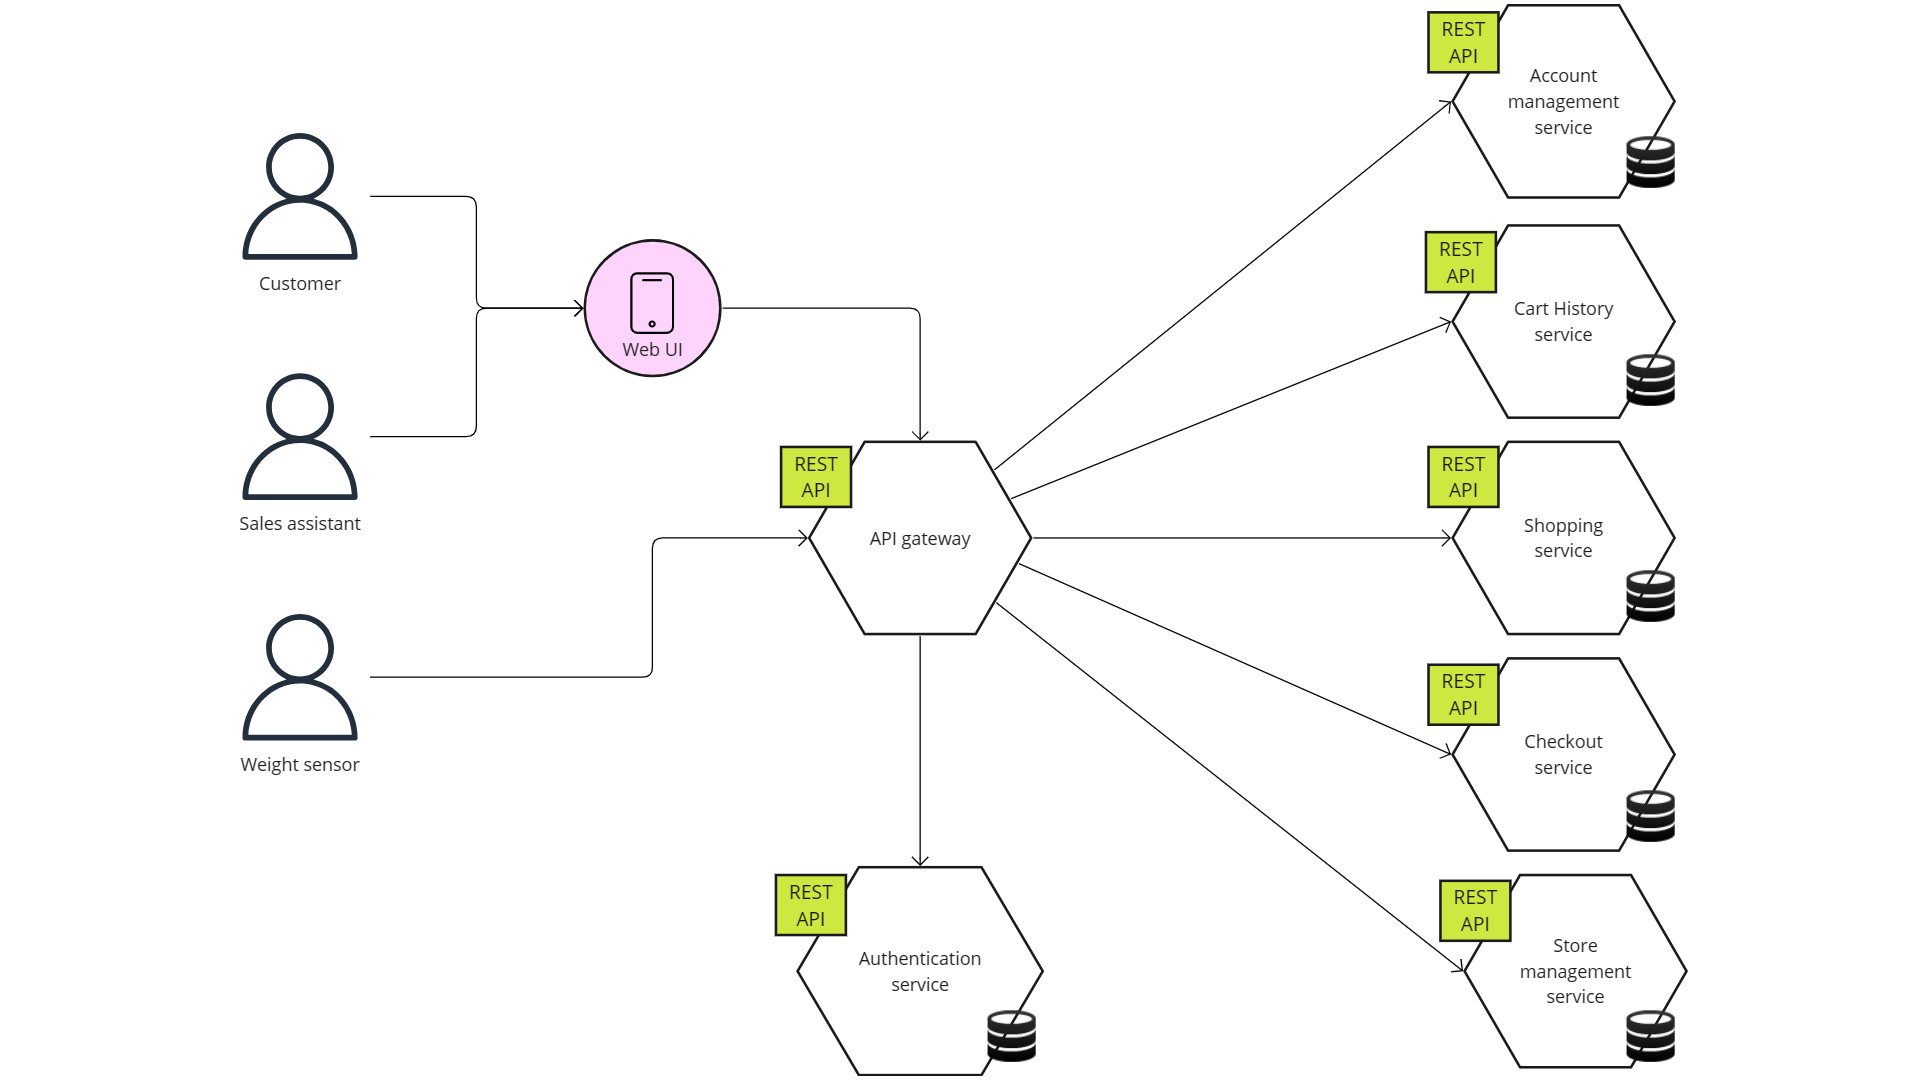 Customer
Sales assistant
Weight sensor
Web UI
REST
API
API gateway
REST
API
Authentication
service
REST
API
Account
management
service
REST
API
Cart History
service
REST
API
Shopping
service
REST
API
Checkout
service
REST
API
Store
management
service